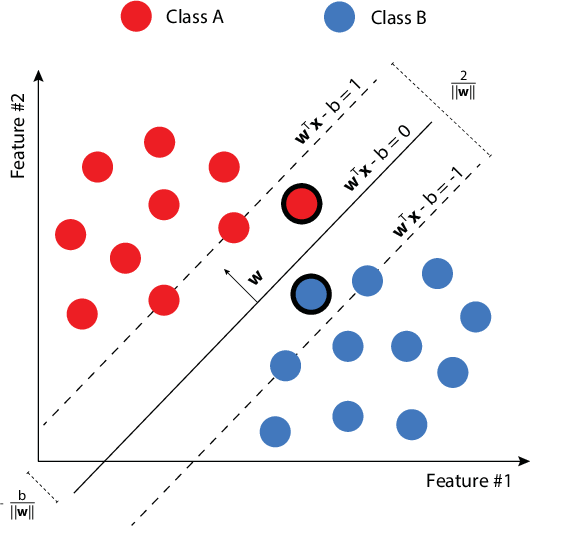 Class A
Class B
Feature #2
wᵀx - b = 1
2
||w||
wᵀx - b = 0
wᵀx - b = -1
w
Feature #1
- b
||w||